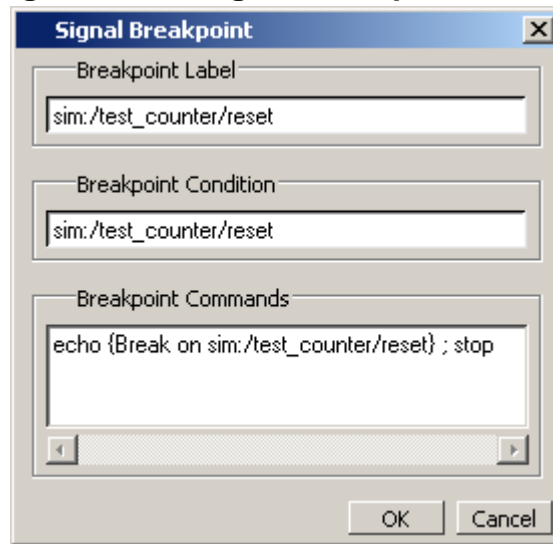 Signal Breakpoint
Breakpoint Label
sim:/test_counter/reset
Breakpoint Condition
sim:/test_counter/reset
Breakpoint Commands
echo {Break on sim:/test_counter/reset} ; stop
OK Cancel